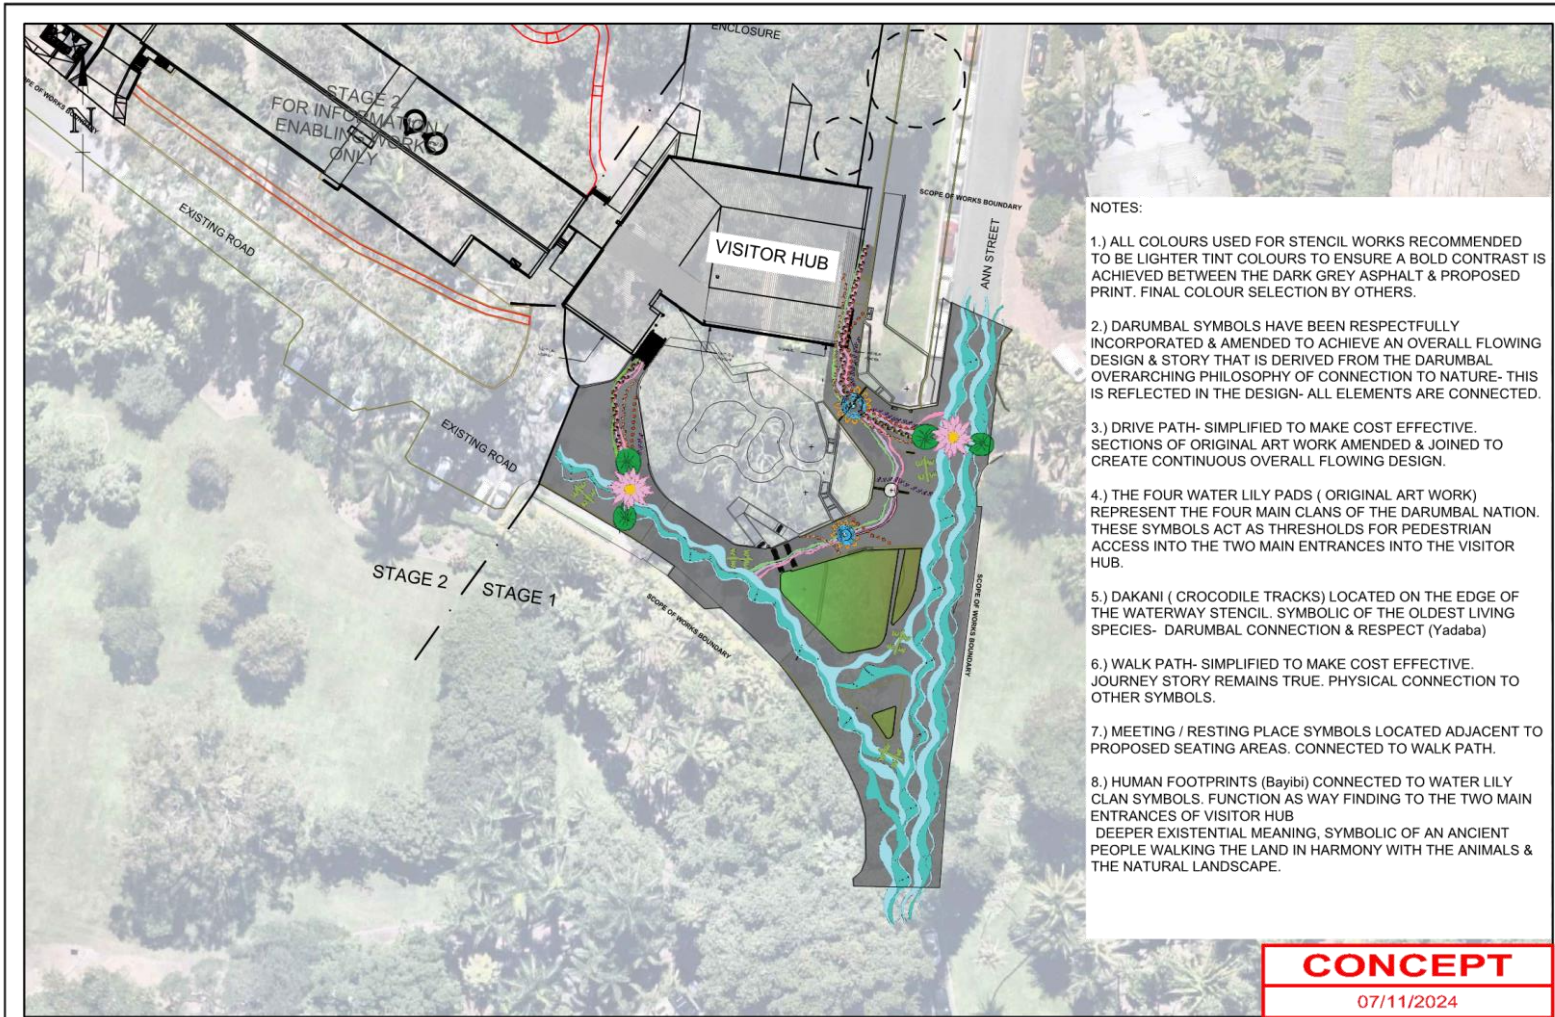 ENCLOSURE
STAGE 2
FOR INFORMATION /
ENABLING WORKS
ONLY
N
SCOPE OF WORKS BOUNDARY
EXISTING ROAD
VISITOR HUB
SCOPE OF WORKS BOUNDARY
ANN STREET
EXISTING ROAD
STAGE 2
STAGE 1
SCOPE OF WORKS BOUNDARY
SCOPE OF WORKS BOUNDARY
NOTES:
1.) ALL COLOURS USED FOR STENCIL WORKS RECOMMENDED
TO BE LIGHTER TINT COLOURS TO ENSURE A BOLD CONTRAST IS
ACHIEVED BETWEEN THE DARK GREY ASPHALT & PROPOSED
PRINT. FINAL COLOUR SELECTION BY OTHERS.
2.) DARUMBAL SYMBOLS HAVE BEEN RESPECTFULLY
INCORPORATED & AMENDED TO ACHIEVE AN OVERALL FLOWING
DESIGN & STORY THAT IS DERIVED FROM THE DARUMBAL
OVERARCHING PHILOSOPHY OF CONNECTION TO NATURE- THIS
IS REFLECTED IN THE DESIGN- ALL ELEMENTS ARE CONNECTED.
3.) DRIVE PATH- SIMPLIFIED TO MAKE COST EFFECTIVE.
SECTIONS OF ORIGINAL ART WORK AMENDED & JOINED TO
CREATE CONTINUOUS OVERALL FLOWING DESIGN.
4.) THE FOUR WATER LILY PADS ( ORIGINAL ART WORK)
REPRESENT THE FOUR MAIN CLANS OF THE DARUMBAL NATION.
THESE SYMBOLS ACT AS THRESHOLDS FOR PEDESTRIAN
ACCESS INTO THE TWO MAIN ENTRANCES INTO THE VISITOR
HUB.
5.) DAKANI ( CROCODILE TRACKS) LOCATED ON THE EDGE OF
THE WATERWAY STENCIL. SYMBOLIC OF THE OLDEST LIVING
SPECIES- DARUMBAL CONNECTION & RESPECT (Yadaba)
6.) WALK PATH- SIMPLIFIED TO MAKE COST EFFECTIVE.
JOURNEY STORY REMAINS TRUE. PHYSICAL CONNECTION TO
OTHER SYMBOLS.
7.) MEETING / RESTING PLACE SYMBOLS LOCATED ADJACENT TO
PROPOSED SEATING AREAS. CONNECTED TO WALK PATH.
8.) HUMAN FOOTPRINTS (Bayibi) CONNECTED TO WATER LILY
CLAN SYMBOLS. FUNCTION AS WAY FINDING TO THE TWO MAIN
ENTRANCES OF VISITOR HUB
DEEPER EXISTENTIAL MEANING, SYMBOLIC OF AN ANCIENT
PEOPLE WALKING THE LAND IN HARMONY WITH THE ANIMALS &
THE NATURAL LANDSCAPE.
CONCEPT
07/11/2024